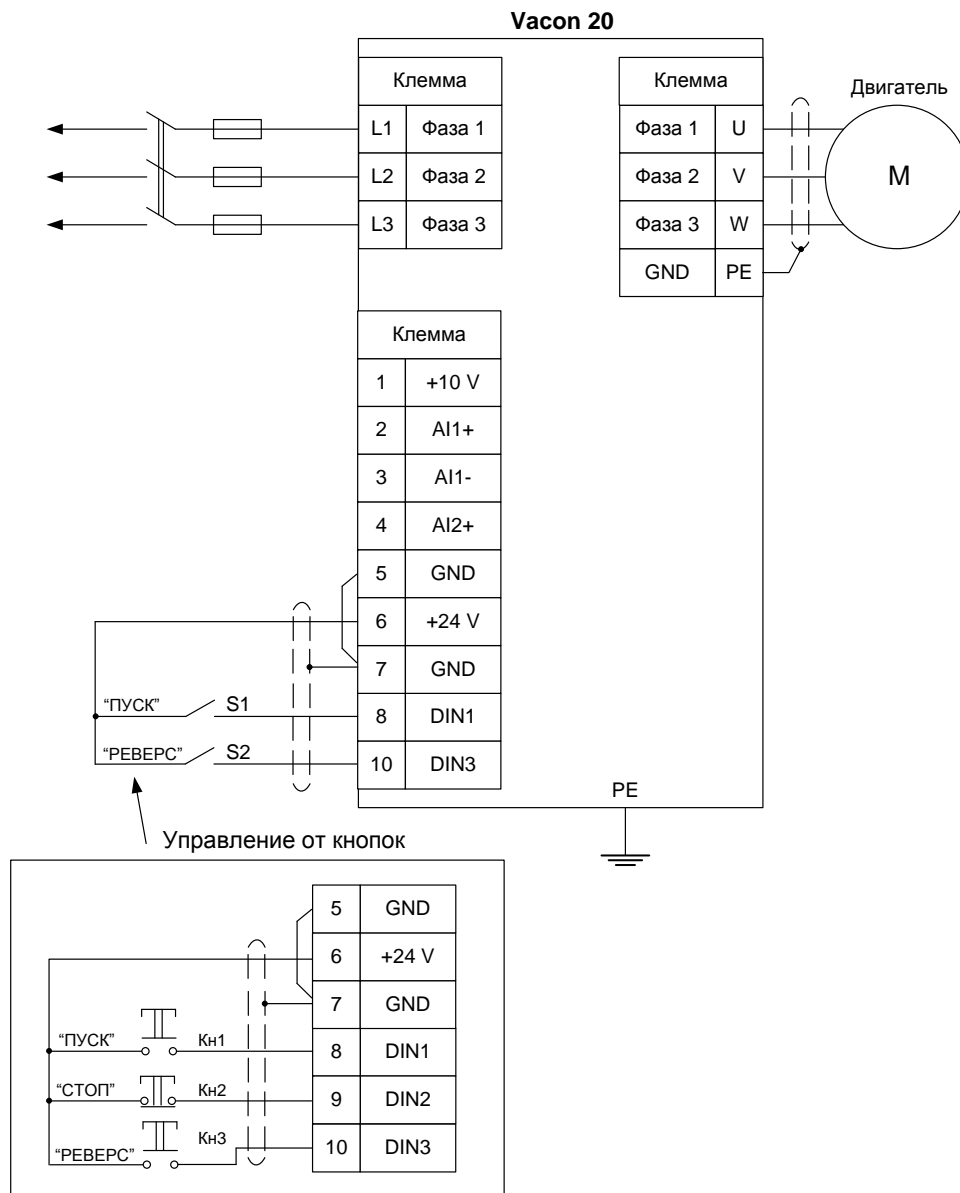 Vacon 20
Клемма
L1 Фаза 1
L2 Фаза 2
L3 Фаза 3
Клемма
Фаза 1 U
Фаза 2 V
Фаза 3 W
GND PE
Двигатель
M
Клемма
1 +10 V
2 AI1+
3 AI1-
4 AI2+
5 GND
6 +24 V
7 GND
“ПУСК” S1 8 DIN1
“РЕВЕРС” S2 10 DIN3
PE
Управление от кнопок
5 GND
6 +24 V
7 GND
“ПУСК” Кн1 8 DIN1
“СТОП” Кн2 9 DIN2
“РЕВЕРС” Кн3 10 DIN3